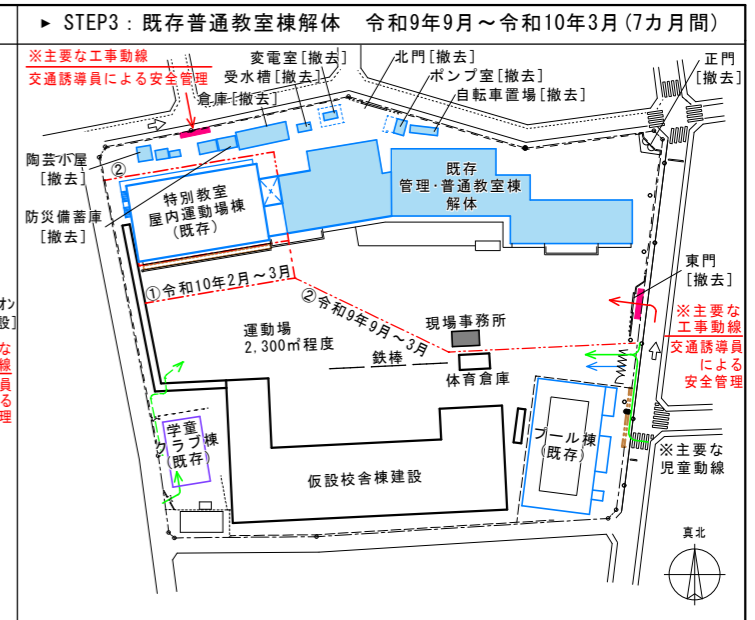 ▶ STEP3：既存普通教室棟解体　令和9年9月～令和10年3月(7カ月間)
※主要な工事動線
交通誘導員による安全管理
変電室[撤去]
受水槽[撤去]
倉庫[撤去]
北門[撤去]
ポンプ室[撤去]
自転車置場[撤去]
正門
[撤去]
陶芸小屋
[撤去]
②
防災備蓄庫
[撤去]
特別教室
屋内運動場棟
(既存)
既存
管理・普通教室棟
解体
東門
[撤去]
①令和10年2月～3月
②令和9年9月～3月
※主要な
工事動線
交通誘導員
による
安全管理
運動場
2,300㎡程度
現場事務所
鉄棒
体育倉庫
学童
クラブ棟
(既存)
仮設校舎棟建設
プール棟
(既存)
※主要な
児童動線
真北
オン
設]
な
線
員
る
理